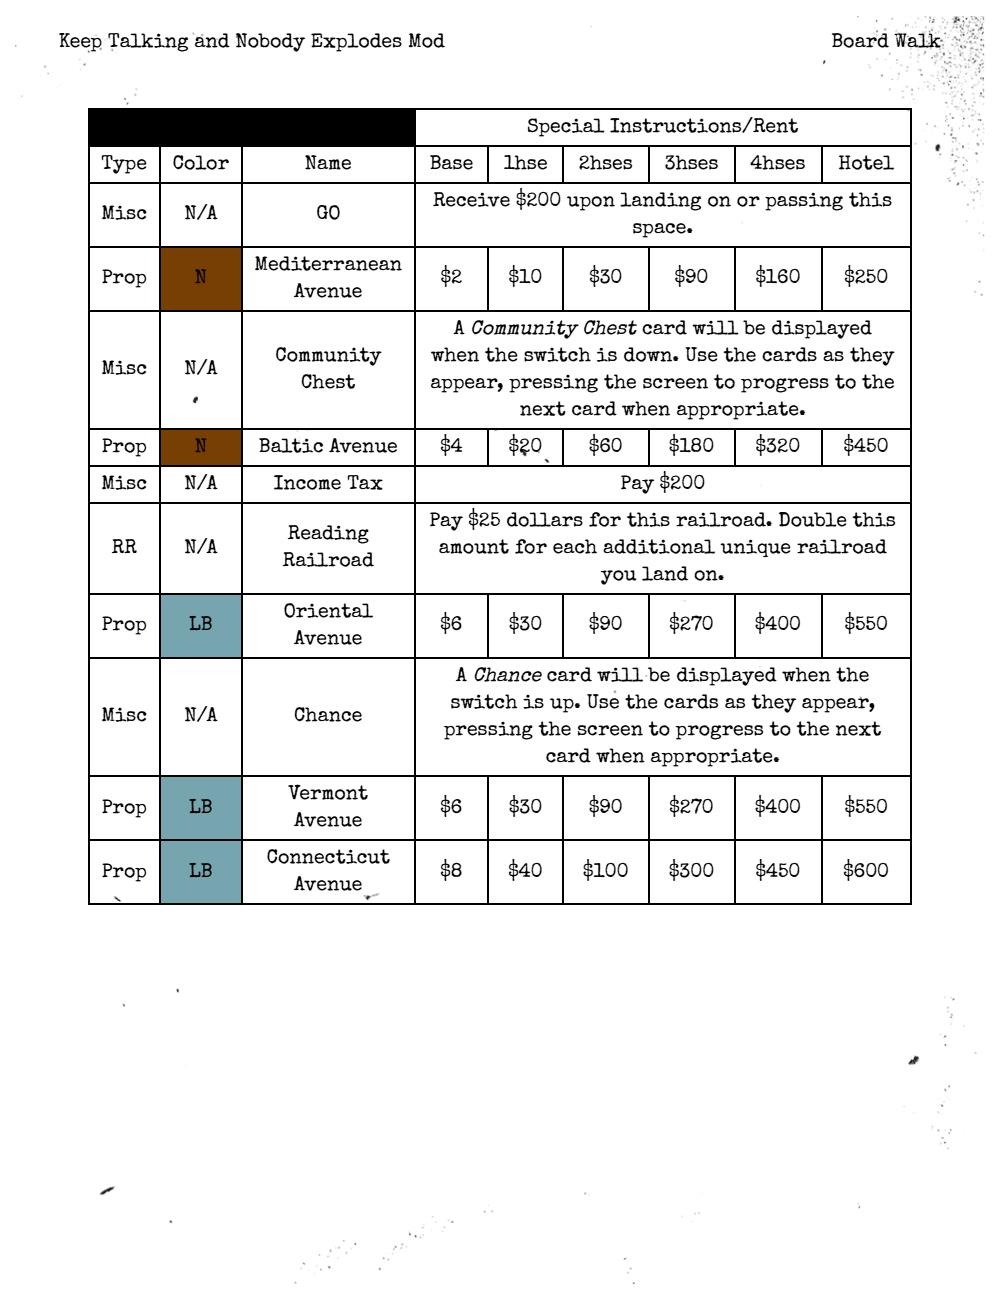 Keep Talking and Nobody Explodes Mod
Board Walk
Special Instructions/Rent
Type Color Name Base 1hse 2hses 3hses 4hses Hotel
Misc N/A GO Receive $200 upon landing on or passing this
space.
Prop N Mediterranean
Avenue $2 $10 $30 $90 $160 $250
Misc N/A Community
Chest
A Community Chest card will be displayed
when the switch is down. Use the cards as they
appear, pressing the screen to progress to the
next card when appropriate.
Prop N Baltic Avenue $4 $20 $60 $180 $320 $450
Misc N/A Income Tax Pay $200
RR N/A Reading
Railroad
Pay $25 dollars for this railroad. Double this
amount for each additional unique railroad
you land on.
Prop LB Oriental
Avenue $6 $30 $90 $270 $400 $550
Misc N/A Chance
A Chance card will be displayed when the
switch is up. Use the cards as they appear,
pressing the screen to progress to the next
card when appropriate.
Prop LB Vermont
Avenue $6 $30 $90 $270 $400 $550
Prop LB Connecticut
Avenue $8 $40 $100 $300 $450 $600